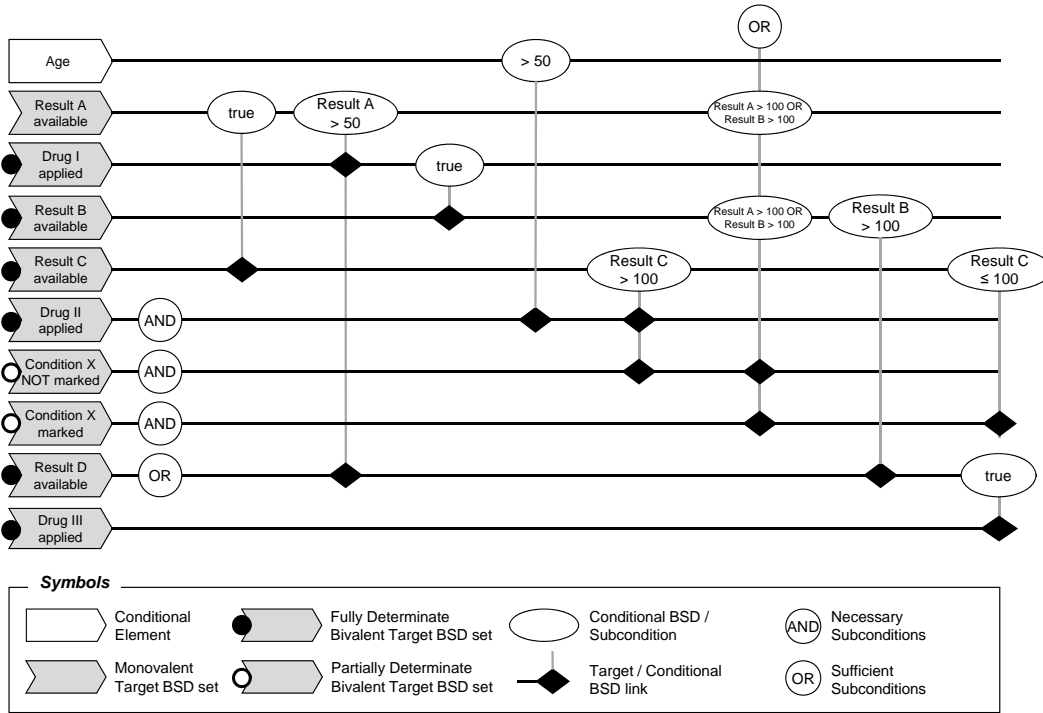 OR
Age
> 50
Result A
available
true
Result A
> 50
Result A > 100 OR
Result B > 100
Drug I
applied
true
Result B
available
Result A > 100 OR
Result B > 100
Result B
> 100
Result C
available
Result C
> 100
Result C
≤ 100
Drug II
applied
AND
Condition X
NOT marked
AND
Condition X
marked
AND
Result D
available
OR
true
Drug III
applied
Symbols
Conditional
Element
Fully Determinate
Bivalent Target BSD set
Conditional BSD /
Subcondition
AND
Necessary
Subconditions
Monovalent
Target BSD set
Partially Determinate
Bivalent Target BSD set
Target / Conditional
BSD link
OR
Sufficient
Subconditions